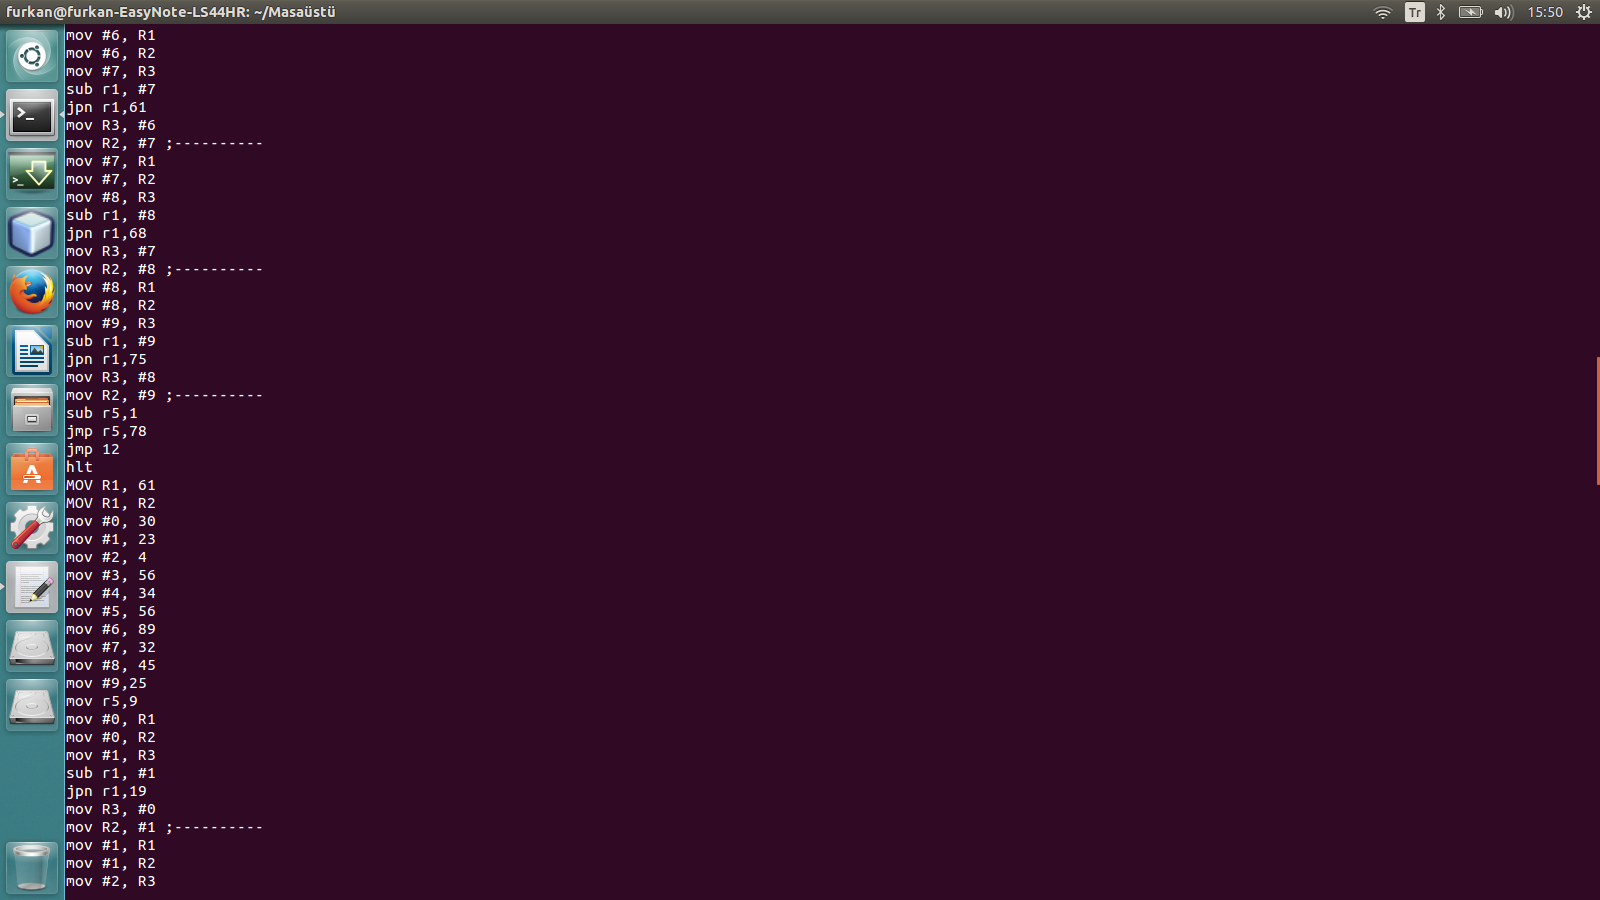 furkan@furkan-EasyNote-LS44HR: ~/Masaüstü
Tr
15:50
mov #6, R1
mov #6, R2
mov #7, R3
sub r1, #7
jpn r1,61
mov R3, #6
mov R2, #7 ;----------
mov #7, R1
mov #7, R2
mov #8, R3
sub r1, #8
jpn r1,68
mov R3, #7
mov R2, #8 ;----------
mov #8, R1
mov #8, R2
mov #9, R3
sub r1, #9
jpn r1,75
mov R3, #8
mov R2, #9 ;----------
sub r5,1
jmp r5,78
jmp 12
hlt
MOV R1, 61
MOV R1, R2
mov #0, 30
mov #1, 23
mov #2, 4
mov #3, 56
mov #4, 34
mov #5, 56
mov #6, 89
mov #7, 32
mov #8, 45
mov #9,25
mov r5,9
mov #0, R1
mov #0, R2
mov #1, R3
sub r1, #1
jpn r1,19
mov R3, #0
mov R2, #1 ;----------
mov #1, R1
mov #1, R2
mov #2, R3